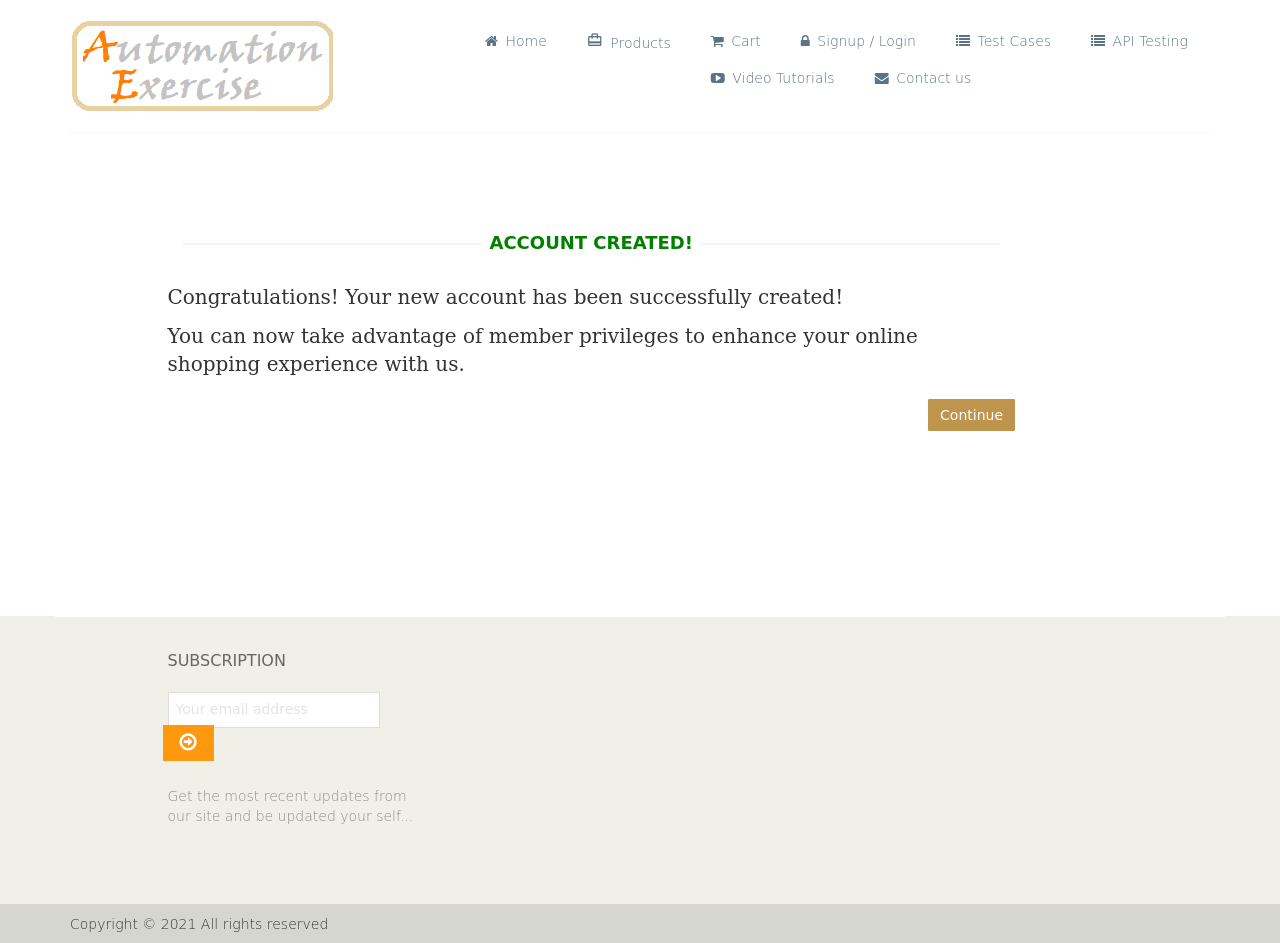 Automation
Exercise
Home
Products
Cart
Signup / Login
Test Cases
API Testing
Video Tutorials
Contact us
ACCOUNT CREATED!
Congratulations! Your new account has been successfully created!
You can now take advantage of member privileges to enhance your online
shopping experience with us.
Continue
SUBSCRIPTION
Your email address
Get the most recent updates from
our site and be updated your self...
Copyright © 2021 All rights reserved